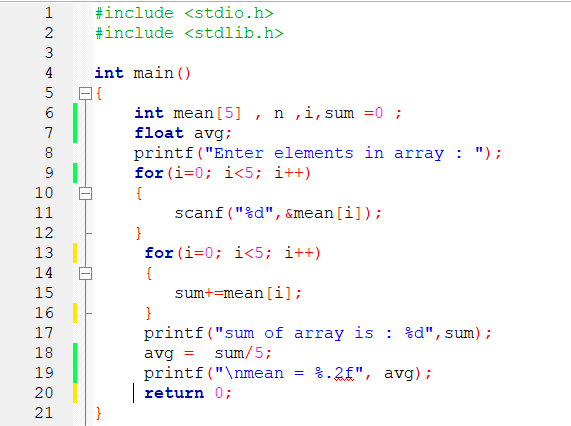 1 #include <stdio.h>
2 #include <stdlib.h>
3
4 int main()
5 {
6 int mean[5] , n ,i,sum =0 ;
7 float avg;
8 printf("Enter elements in array : ");
9 for(i=0; i<5; i++)
10 {
11 scanf("%d",&mean[i]);
12 }
13 for(i=0; i<5; i++)
14 {
15 sum+=mean[i];
16 }
17 printf("sum of array is : %d",sum);
18 avg = sum/5;
19 printf("\nmean = %.2f", avg);
20 return 0;
21 }